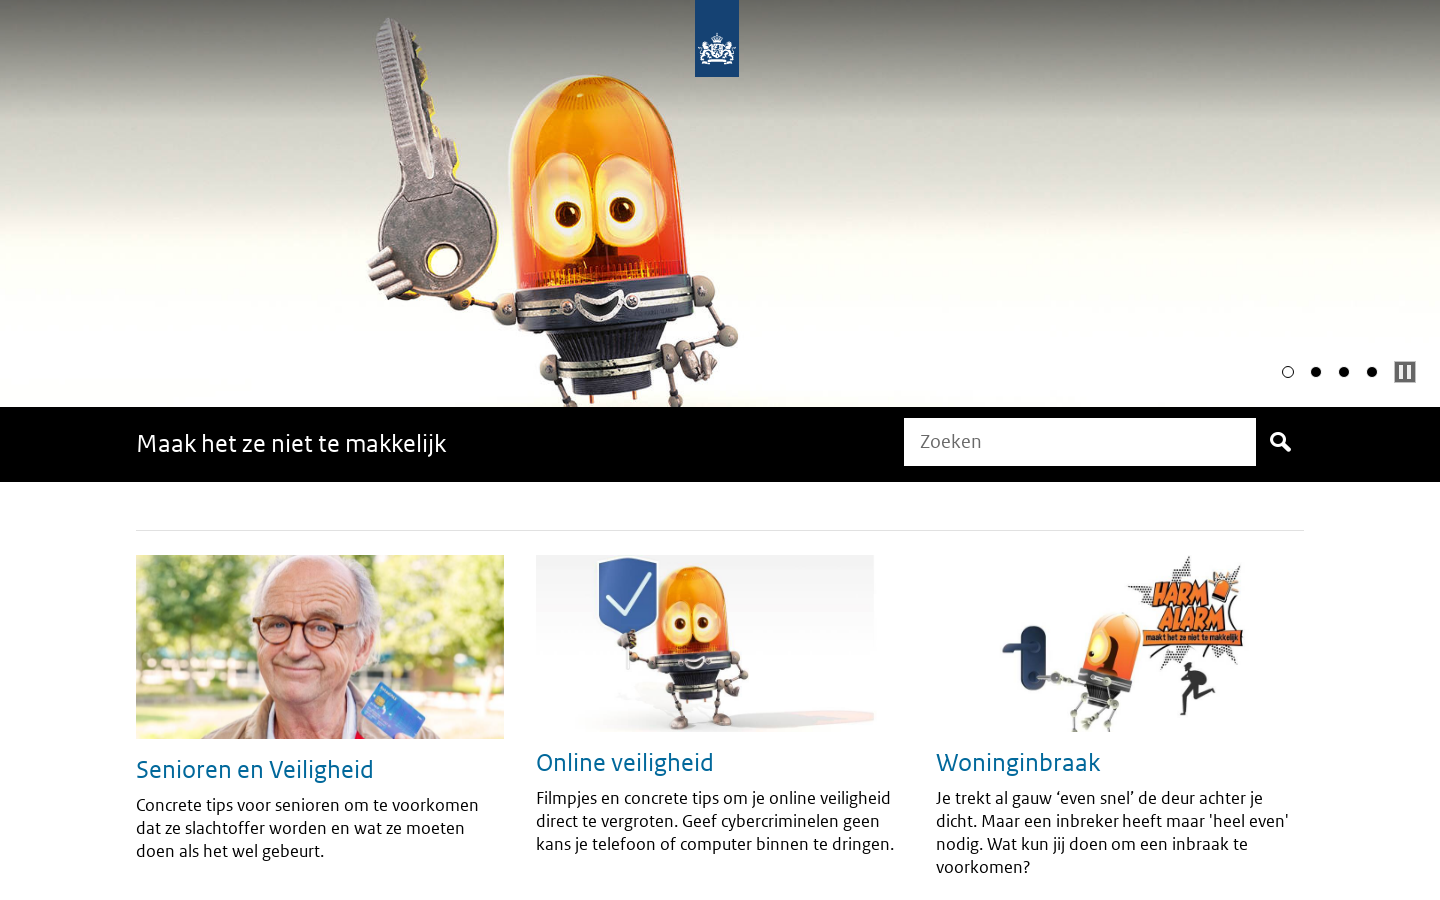 Maak het ze niet te makkelijk
Zoeken
HARM
ALARM
maakt het ze niet te makkelijk
Senioren en Veiligheid
Concrete tips voor senioren om te voorkomen
dat ze slachtoffer worden en wat ze moeten
doen als het wel gebeurt.
Online veiligheid
Filmpjes en concrete tips om je online veiligheid
direct te vergroten. Geef cybercriminelen geen
kans je telefoon of computer binnen te dringen.
Woninginbraak
Je trekt al gauw ‘even snel’ de deur achter je
dicht. Maar een inbreker heeft maar 'heel even'
nodig. Wat kun jij doen om een inbraak te
voorkomen?